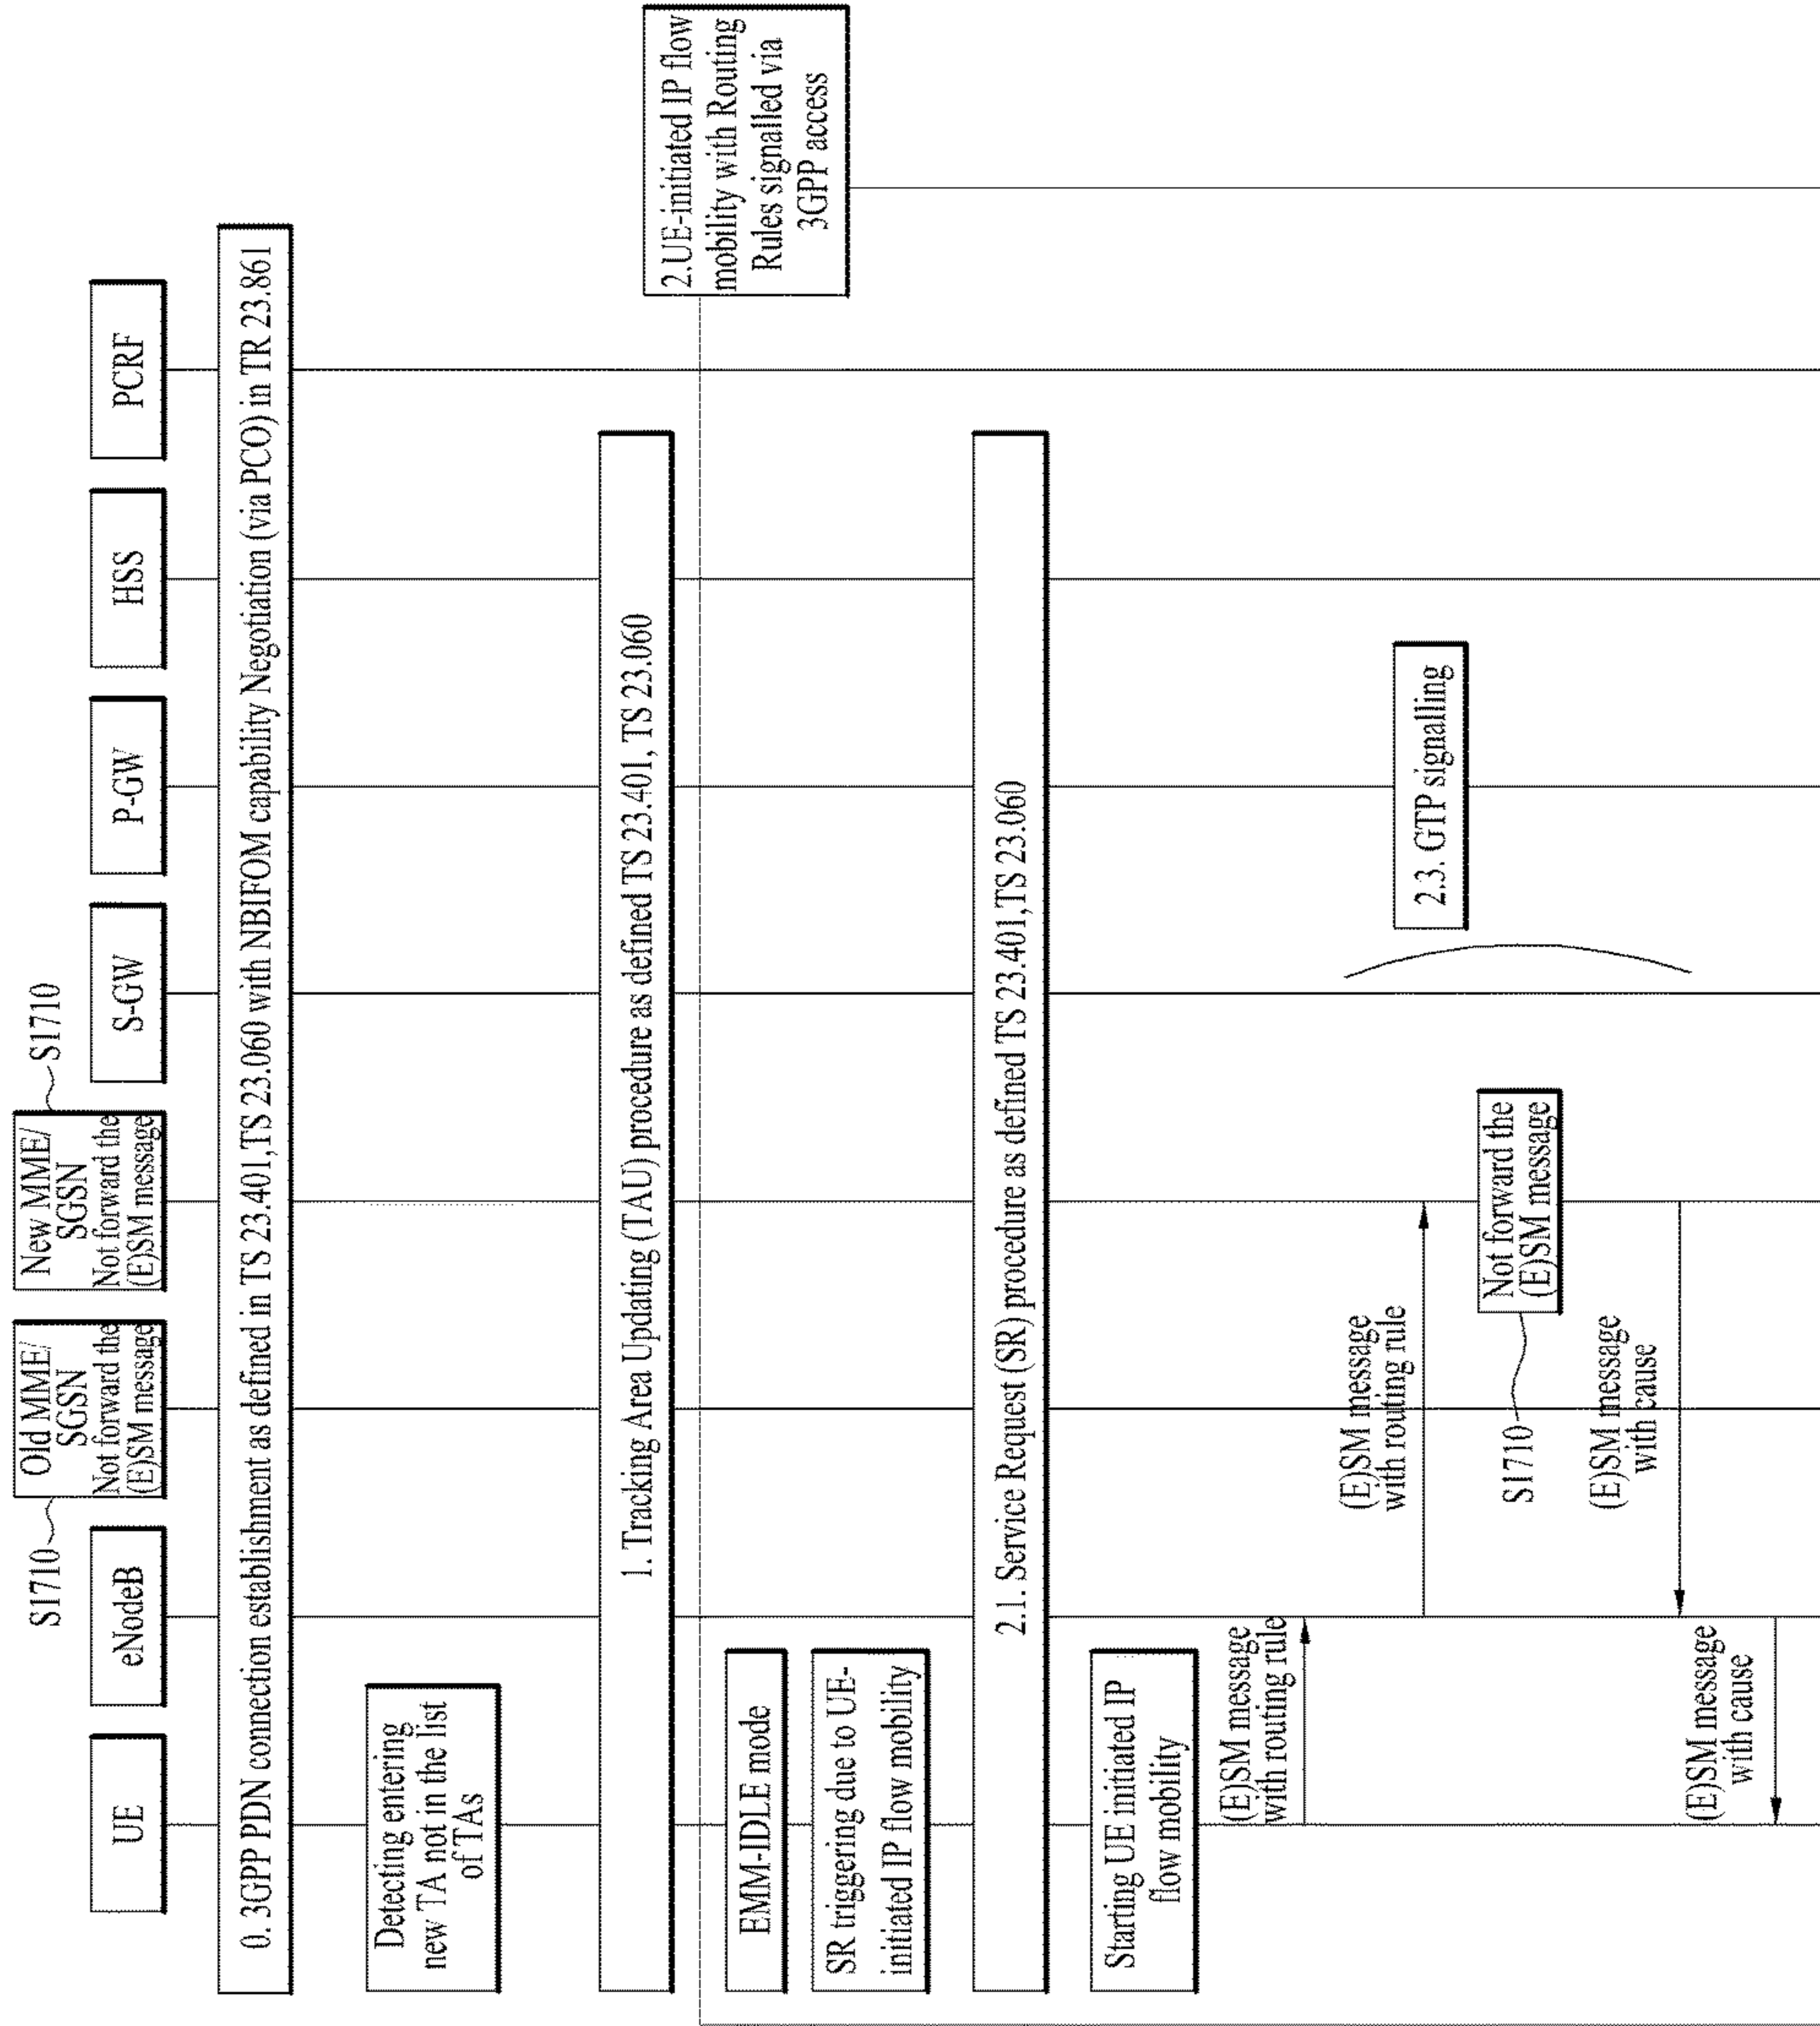 S1710
S1710
UE
eNodeB
Old MME/
SGSN
Not forward the
(E)SM message
New MME/
SGSN
Not forward the
(E)SM message
S-GW
P-GW
HSS
PCRF
0. 3GPP PDN connection establishment as defined in TS 23.401,TS 23.060 with NBIFOM capability Negotiation (via PCO) in TR 23.861
Detecting entering
new TA not in the list
of TAs
1. Tracking Area Updating (TAU) procedure as defined TS 23.401, TS 23.060
2.UE-initiated IP flow
mobility with Routing
Rules signalled via
3GPP access
EMM-IDLE mode
SR triggering due to UE-
initiated IP flow mobility
2.1. Service Request (SR) procedure as defined TS 23.401,TS 23.060
Starting UE initiated IP
flow mobility
(E)SM message
with routing rule
(E)SM message
with routing rule
2.3. GTP signalling
Not forward the
(E)SM message
S1710
(E)SM message
with cause
(E)SM message
with cause